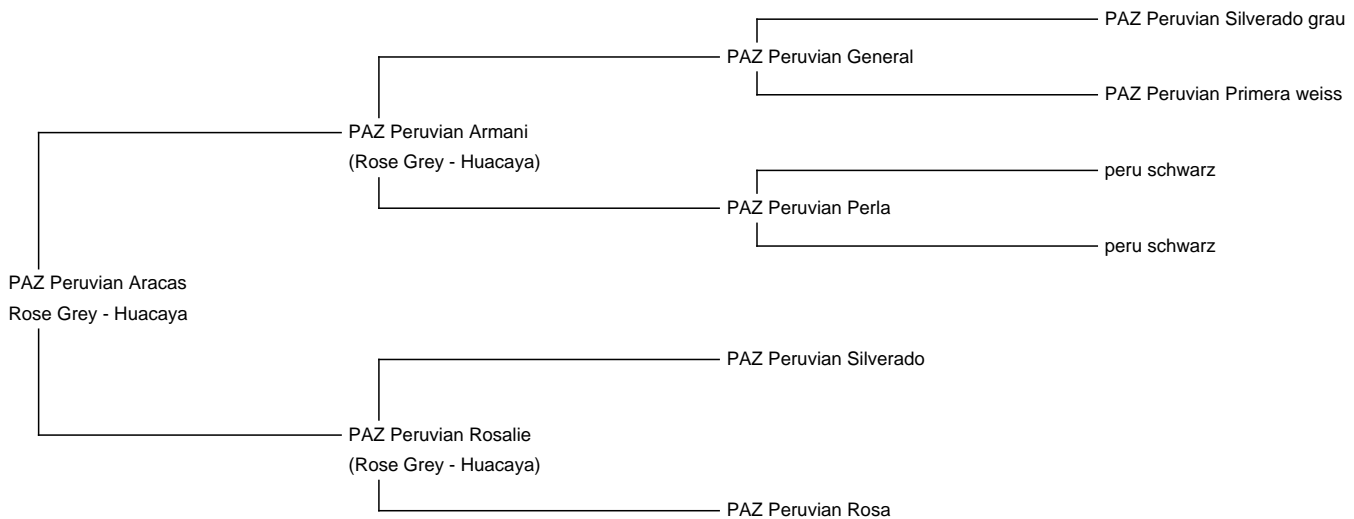 PAZ Peruvian Silverado grau
PAZ Peruvian General
PAZ Peruvian Primera weiss
PAZ Peruvian Armani
(Rose Grey - Huacaya)
peru schwarz
PAZ Peruvian Perla
peru schwarz
PAZ Peruvian Aracas
Rose Grey - Huacaya
PAZ Peruvian Silverado
PAZ Peruvian Rosalie
(Rose Grey - Huacaya)
PAZ Peruvian Rosa